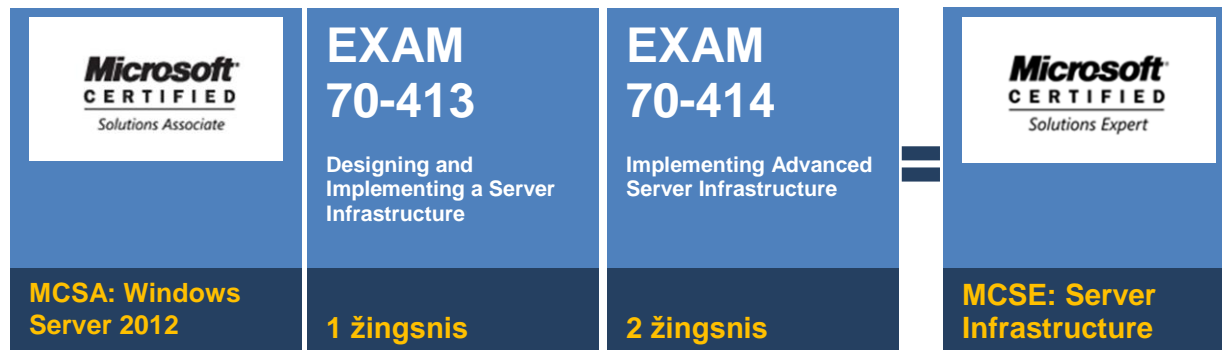 Microsoft
CERTIFIED
Solutions Associate
MCSA: Windows
Server 2012
EXAM
70-413
Designing and
Implementing a Server
Infrastructure
1 žingsnis
EXAM
70-414
Implementing Advanced
Server Infrastructure
2 žingsnis
=
Microsoft
CERTIFIED
Solutions Expert
MCSE: Server
Infrastructure